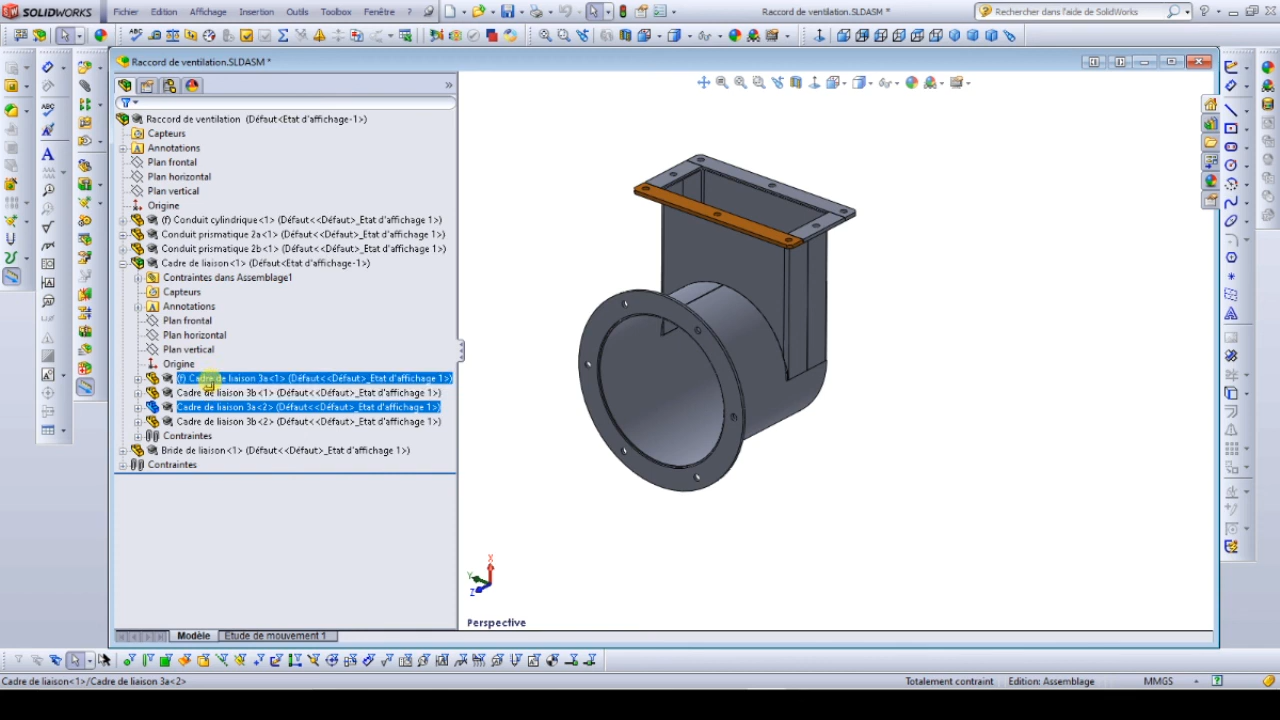 SOLIDWORKS Fichier Edition Affichage Insertion Outils Toolbox Fenêtre ? Raccord de ventilation.SLDASM * Rechercher dans l'aide de SolidWorks
Raccord de ventilation.SLDASM *
Raccord de ventilation (Défaut<Etat d'affichage-1>)
Capteurs
Annotations
Plan frontal
Plan horizontal
Plan vertical
Origine
(f) Conduit cylindrique<1> (Défaut<<Défaut>_Etat d'affichage 1>)
Conduit prismatique 2a<1> (Défaut<<Défaut>_Etat d'affichage 1>)
Conduit prismatique 2b<1> (Défaut<<Défaut>_Etat d'affichage 1>)
Cadre de liaison<1> (Défaut<Etat d'affichage-1>)
Contraintes dans Assemblage1
Capteurs
Annotations
Plan frontal
Plan horizontal
Plan vertical
Origine
(f) Cadre de liaison 3a<1> (Défaut<<Défaut>_Etat d'affichage 1>)
Cadre de liaison 3b<1> (Défaut<<Défaut>_Etat d'affichage 1>)
Cadre de liaison 3a<2> (Défaut<<Défaut>_Etat d'affichage 1>)
Cadre de liaison 3b<2> (Défaut<<Défaut>_Etat d'affichage 1>)
Contraintes
Bride de liaison<1> (Défaut<<Défaut>_Etat d'affichage 1>)
Contraintes
X
Y
Z
Perspective
Modèle Etude de mouvement 1
Cadre de liaison<1>/Cadre de liaison 3a<2> Totalement contraint Edition: Assemblage MMGS